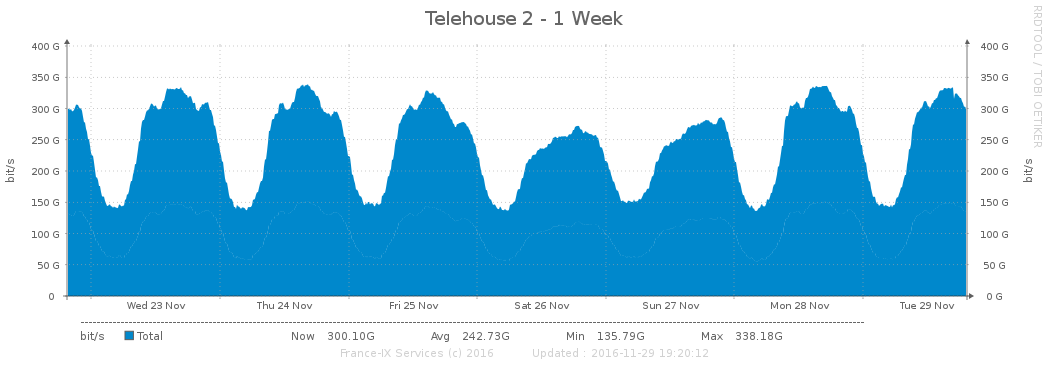 Telehouse 2 - 1 Week
RRDTOOL / TOBI OETIKER
400 G 400 G
350 G 350 G
300 G 300 G
250 G 250 G
200 G 200 G
150 G 150 G
100 G 100 G
50 G 50 G
0 0 G
bit/s bit/s
Wed 23 Nov Thu 24 Nov Fri 25 Nov Sat 26 Nov Sun 27 Nov Mon 28 Nov Tue 29 Nov
bit/s Total Now 300.10G Avg 242.73G Min 135.79G Max 338.18G
France-IX Services (c) 2016 Updated : 2016-11-29 19:20:12